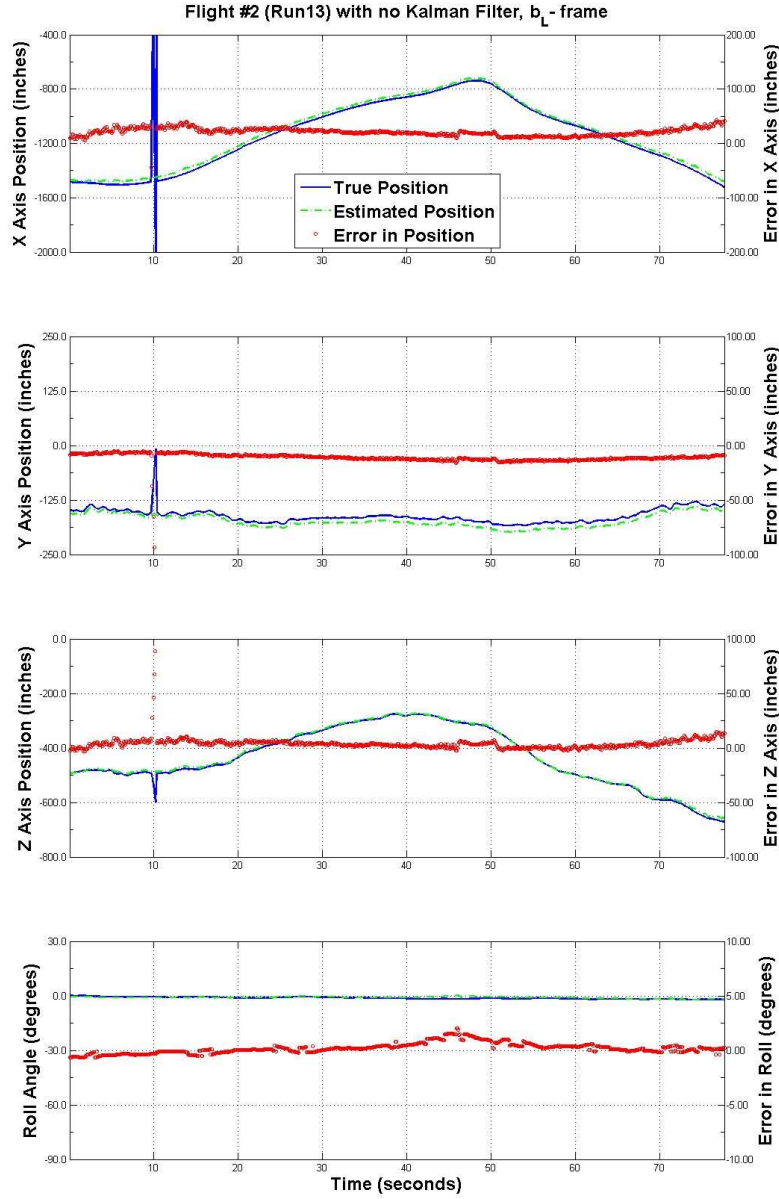 Flight #2 (Run13) with no Kalman Filter, bL- frame
X Axis Position (inches)
-400.0
-800.0
-1200.0
-1600.0
-2000.0
200.00
100.00
0.00
-100.00
-200.00
Error in X Axis (inches)
True Position
Estimated Position
Error in Position
10 20 30 40 50 60 70
Y Axis Position (inches)
250.0
125.0
0.0
-125.0
-250.0
100.00
50.00
0.00
-50.00
-100.00
Error in Y Axis (inches)
10 20 30 40 50 60 70
Z Axis Position (inches)
0.0
-200.0
-400.0
-600.0
-800.0
100.00
50.00
0.00
-50.00
-100.00
Error in Z Axis (inches)
10 20 30 40 50 60 70
Roll Angle (degrees)
30.0
0.0
-30.0
-60.0
-90.0
10.00
5.00
0.00
-5.00
-10.00
Error in Roll (degrees)
10 20 30 40 50 60 70
Time (seconds)